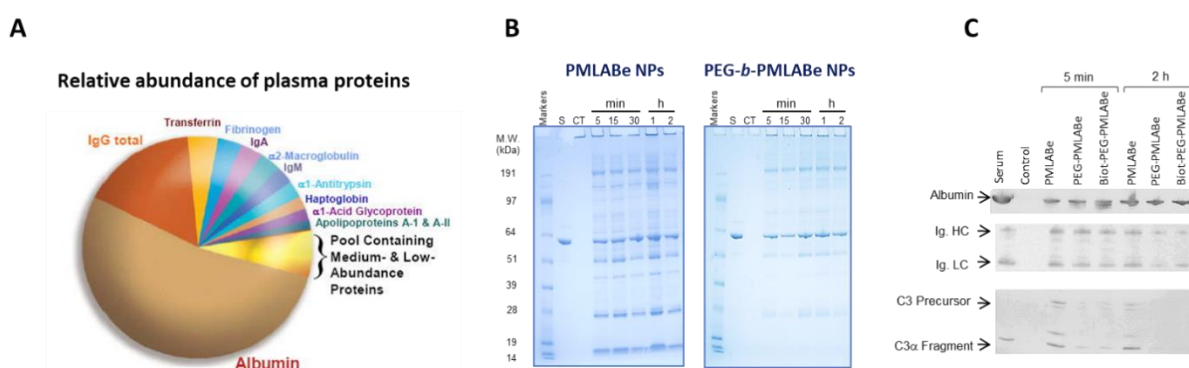 A
Relative abundance of plasma proteins
Transferrin
IgG total
Fibrinogen
IgA
α2-Macroglobulin
IgM
α1-Antitrypsin
Haptoglobin
α1-Acid Glycoprotein
Apolipoproteins A-1 & A-II
Pool Containing
Medium- & Low-
Abundance
Proteins
Albumin
B
PMLABe NPs
PEG-b-PMLABe NPs
Markers
S
CT
min
5
15
30
h
1
2
M.W.
(kDa)
191
97
64
51
39
28
19
14
Markers
S
CT
min
5
15
30
h
1
2
C
5 min
2 h
Serum
Control
PMLABe
PEG-PMLABe
Biot-PEG-PMLABe
PMLABe
PEG-PMLABe
Biot-PEG-PMLABe
Albumin
Ig. HC
Ig. LC
C3 Precursor
C3α Fragment